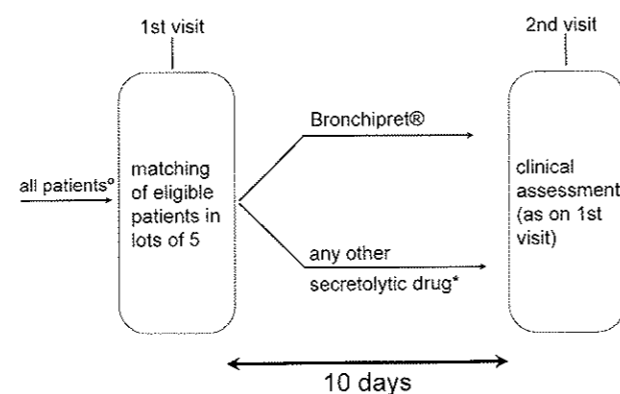 1st visit
2nd visit
Bronchipret®
all patients°
matching
of eligible
patients in
lots of 5
any other
secretolytic drug*
clinical
assessment
(as on 1st
visit)
10 days